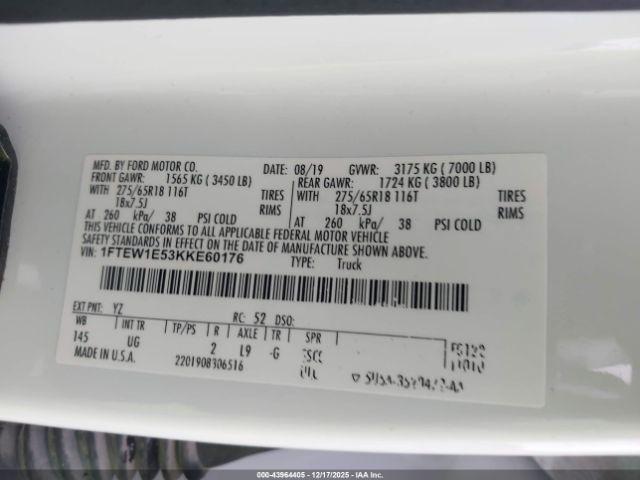 MFD. BY FORD MOTOR CO. DATE: 08/19 GVWR: 3175 KG ( 7000 LB)
FRONT GAWR: 1565 KG ( 3450 LB) REAR GAWR: 1724 KG ( 3800 LB)
WITH 275/65R18 116T TIRES WITH 275/65R18 116T TIRES
18x7.5J RIMS 18x7.5J RIMS
AT 260 kPa/ 38 PSI COLD AT 260 kPa/ 38 PSI COLD
THIS VEHICLE CONFORMS TO ALL APPLICABLE FEDERAL MOTOR VEHICLE
SAFETY STANDARDS IN EFFECT ON THE DATE OF MANUFACTURE SHOWN ABOVE.
VIN: 1FTEW1E53KKE60176 TYPE: Truck
EXT PNT: YZ RC: 52 DSO:
WB INT TR TP/PS R AXLE TR SPR
145 UG 2 L9 -G
MADE IN U.S.A. 2201908306516
000-43964405 - 12/17/2025 - IAA Inc.